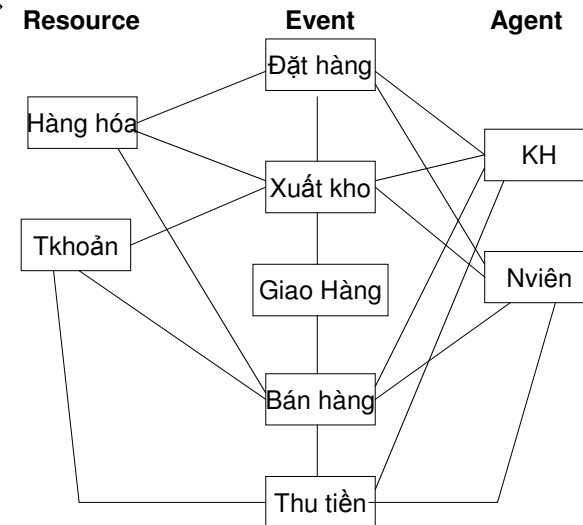 Resource Event Agent
Đặt hàng
Hàng hóa
KH
Xuất kho
Tkhoản
Nviên
Giao Hàng
Bán hàng
Thu tiền